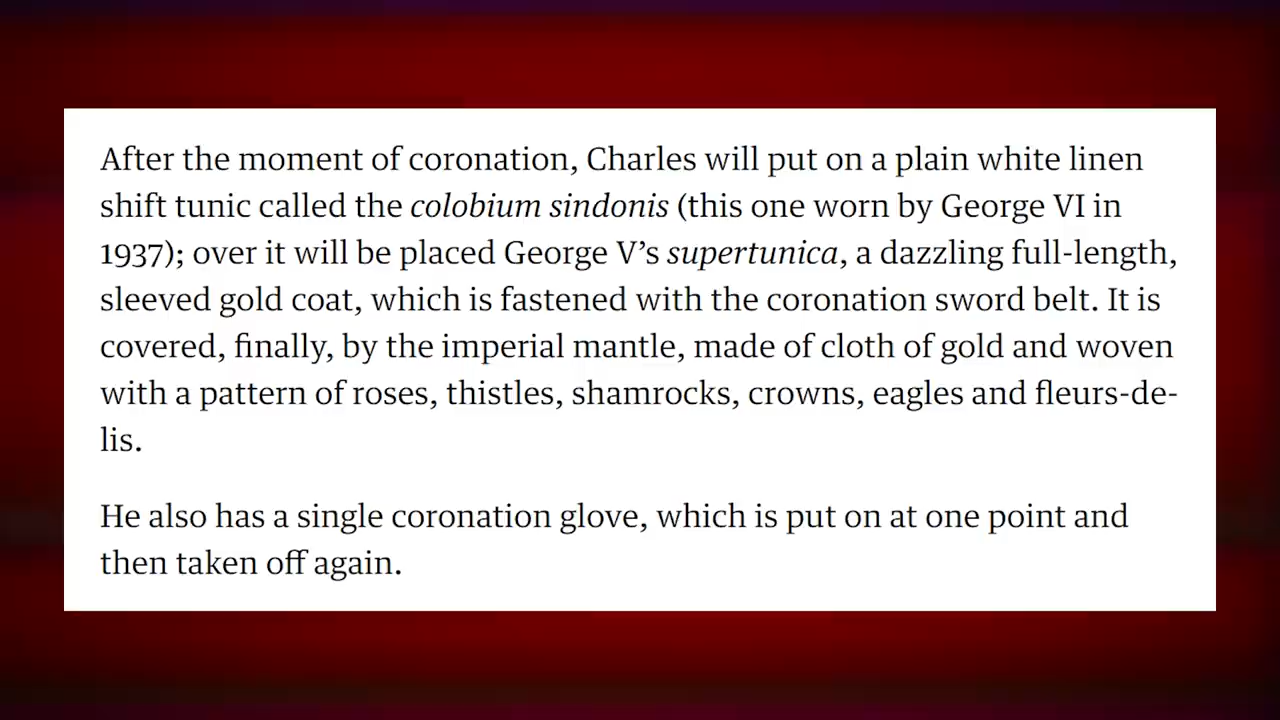 After the moment of coronation, Charles will put on a plain white linen
shift tunic called the colobium sindonis (this one worn by George VI in
1937); over it will be placed George V’s supertunica, a dazzling full-length,
sleeved gold coat, which is fastened with the coronation sword belt. It is
covered, finally, by the imperial mantle, made of cloth of gold and woven
with a pattern of roses, thistles, shamrocks, crowns, eagles and fleurs-de-
lis.
He also has a single coronation glove, which is put on at one point and
then taken off again.